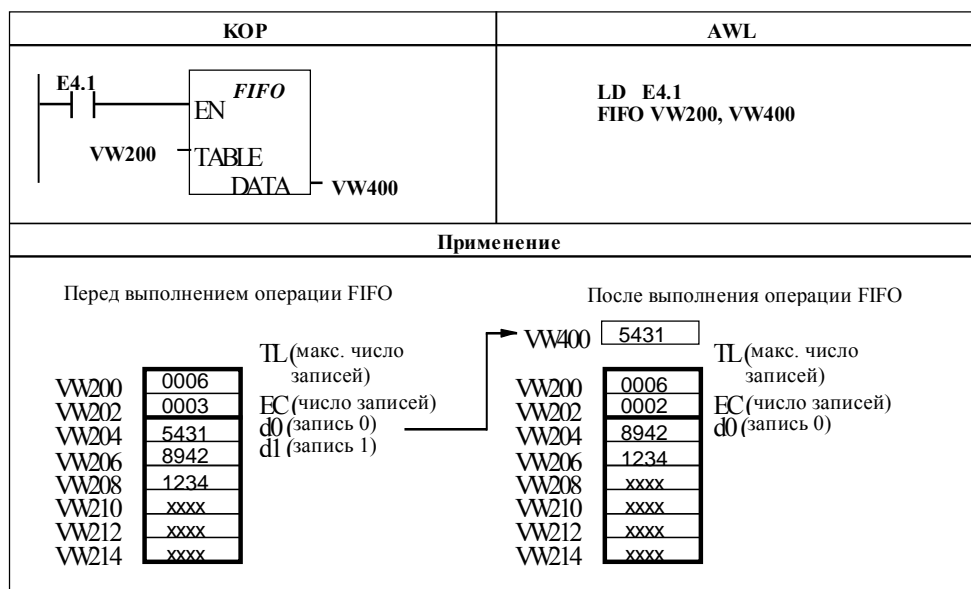 KOP
AWL
E4.1
FIFO
EN
VW200
TABLE
DATA
VW400
LD E4.1
FIFO VW200, VW400
Применение
Перед выполнением операции FIFO
TL (макс. число
записей)
VW200 0006
VW202 0003 EC (число записей)
VW204 5431 d0 (запись 0)
VW206 8942 d1 (запись 1)
VW208 1234
VW210 xxxx
VW212 xxxx
VW214 xxxx
После выполнения операции FIFO
VW400 5431
TL (макс. число
записей)
VW200 0006
VW202 0002 EC (число записей)
VW204 8942 d0 (запись 0)
VW206 1234
VW208 xxxx
VW210 xxxx
VW212 xxxx
VW214 xxxx